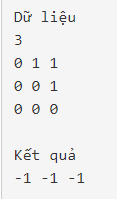 Dữ liệu
3
0 1 1
0 0 1
0 0 0
Kết quả
-1 -1 -1